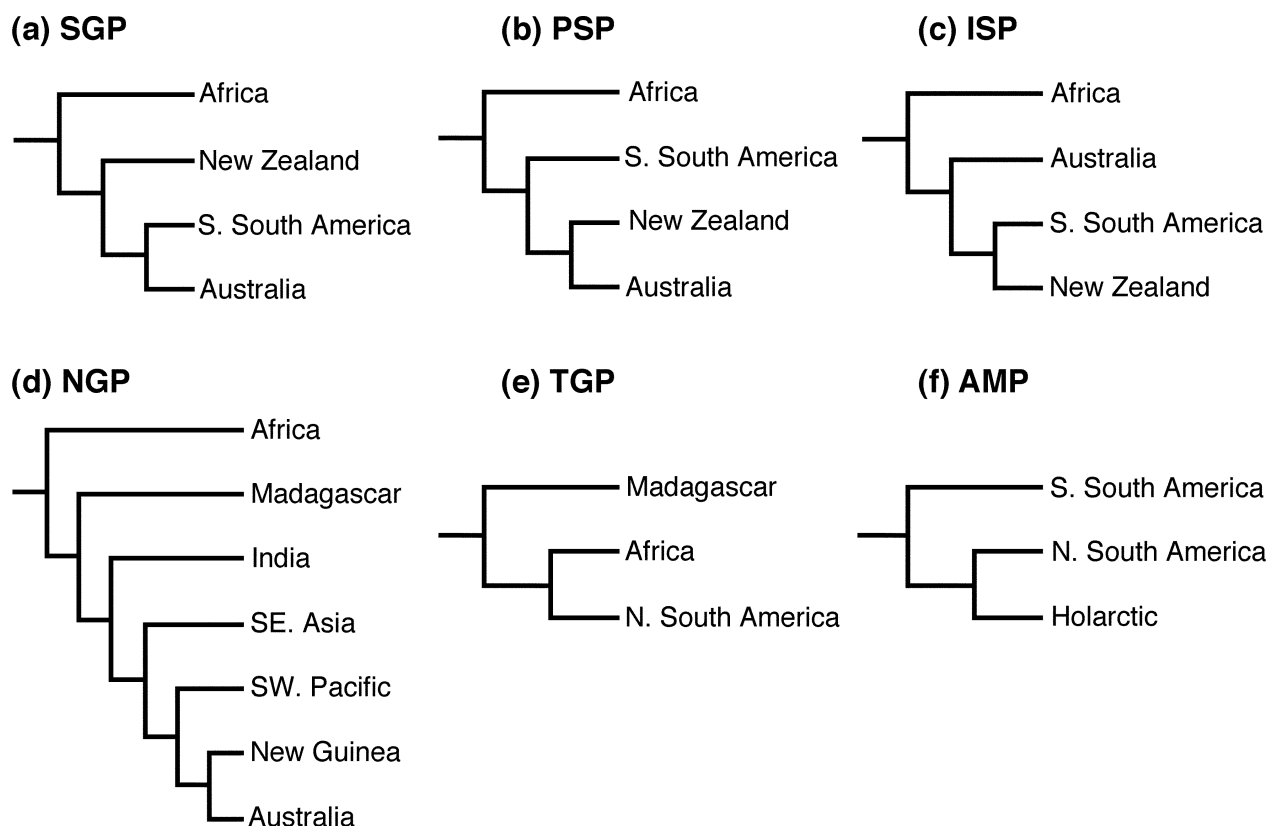 (a) SGP
Africa
New Zealand
S. South America
Australia
(b) PSP
Africa
S. South America
New Zealand
Australia
(c) ISP
Africa
Australia
S. South America
New Zealand
(d) NGP
Africa
Madagascar
India
SE. Asia
SW. Pacific
New Guinea
Australia
(e) TGP
Madagascar
Africa
N. South America
(f) AMP
S. South America
N. South America
Holarctic